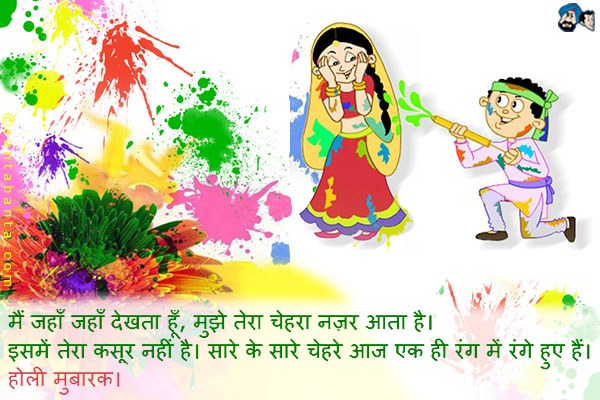 मैं जहाँ जहाँ देखता हूँ, मुझे तेरा चेहरा नज़र आता है।
इसमें तेरा कसूर नहीं है। सारे के सारे चेहरे आज एक ही रंग में रंगे हुए हैं।
होली मुबारक।
©santabanta.com